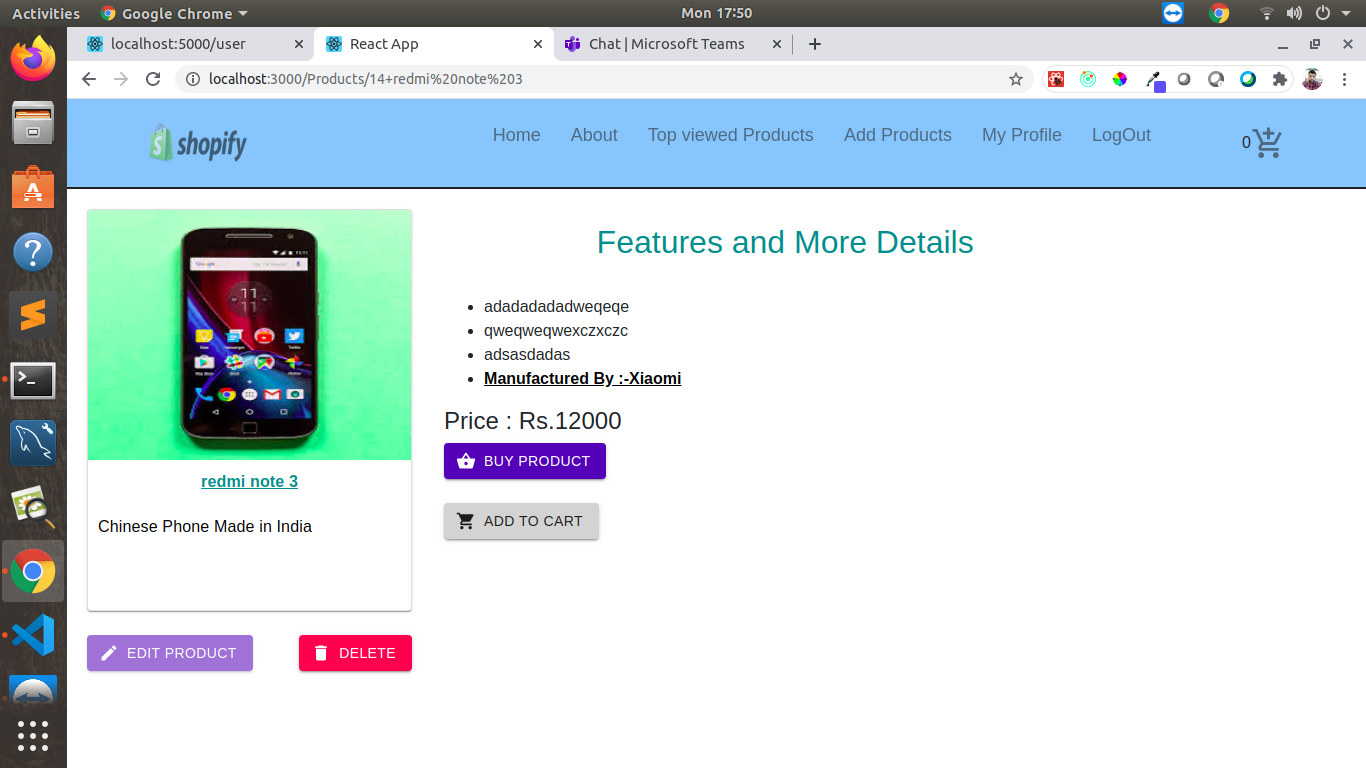 Activities Google Chrome Mon 17:50
localhost:5000/user React App Chat | Microsoft Teams
localhost:3000/Products/14+redmi%20note%203
shopify Home About Top viewed Products Add Products My Profile LogOut 0
Features and More Details
adadadadadweqeqe
qweqweqwexczxczc
adsasdadas
Manufactured By :-Xiaomi
Price : Rs.12000
BUY PRODUCT
ADD TO CART
11
11
redmi note 3
Chinese Phone Made in India
EDIT PRODUCT DELETE